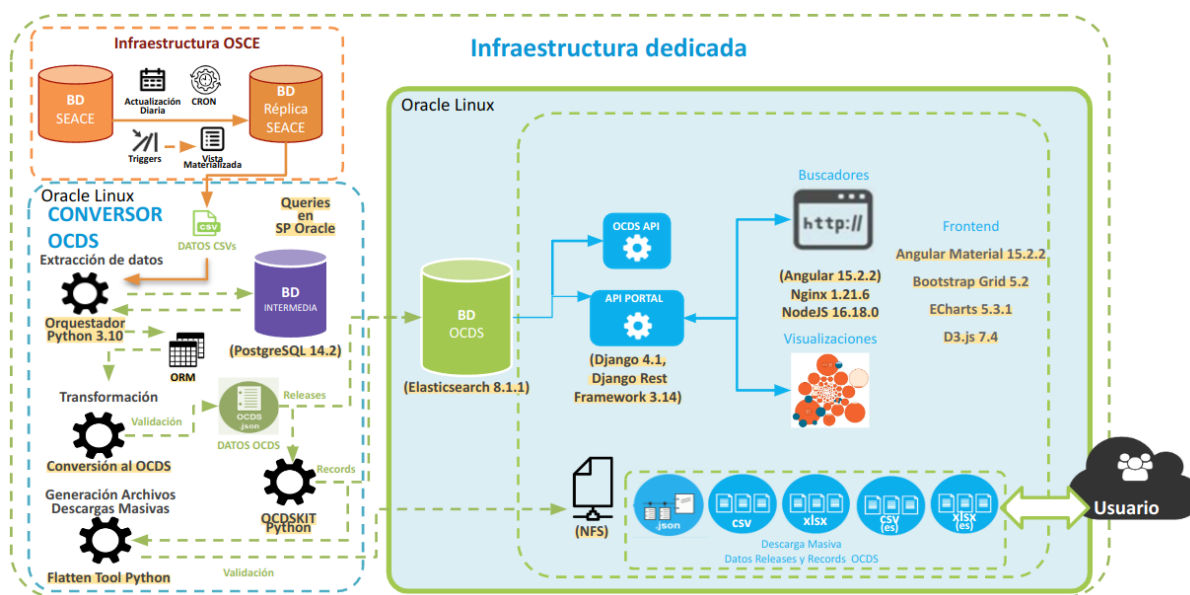 Infraestructura OSCE
BD
SEACE
Actualización
Diaria
CRON
BD
Réplica
SEACE
Triggers
Vista
Materializada
Infraestructura dedicada
Oracle Linux
CONVERSOR
OCDS
CSV
DATOS CSVs
Queries
en
SP Oracle
Extracción de datos
Orquestador
Python 3.10
BD
INTERMEDIA
(PostgreSQL 14.2)
ORM
Transformación
Validación
Conversión al OCDS
OCDS
.json
DATOS OCDS
Releases
Records
OCDSKIT
Python
Generación Archivos
Descargas Masivas
Flatten Tool Python
Validación
Oracle Linux
BD
OCDS
(Elasticsearch 8.1.1)
OCDS API
API PORTAL
(Django 4.1,
Django Rest
Framework 3.14)
Buscadores
http://
(Angular 15.2.2)
Nginx 1.21.6
NodeJS 16.18.0
Visualizaciones
Frontend
Angular Material 15.2.2
Bootstrap Grid 5.2
ECharts 5.3.1
D3.js 7.4
(NFS)
.json
csv
xlsx
csv
(es)
xlsx
(es)
Descarga Masiva
Datos Releases y Records OCDS
Usuario